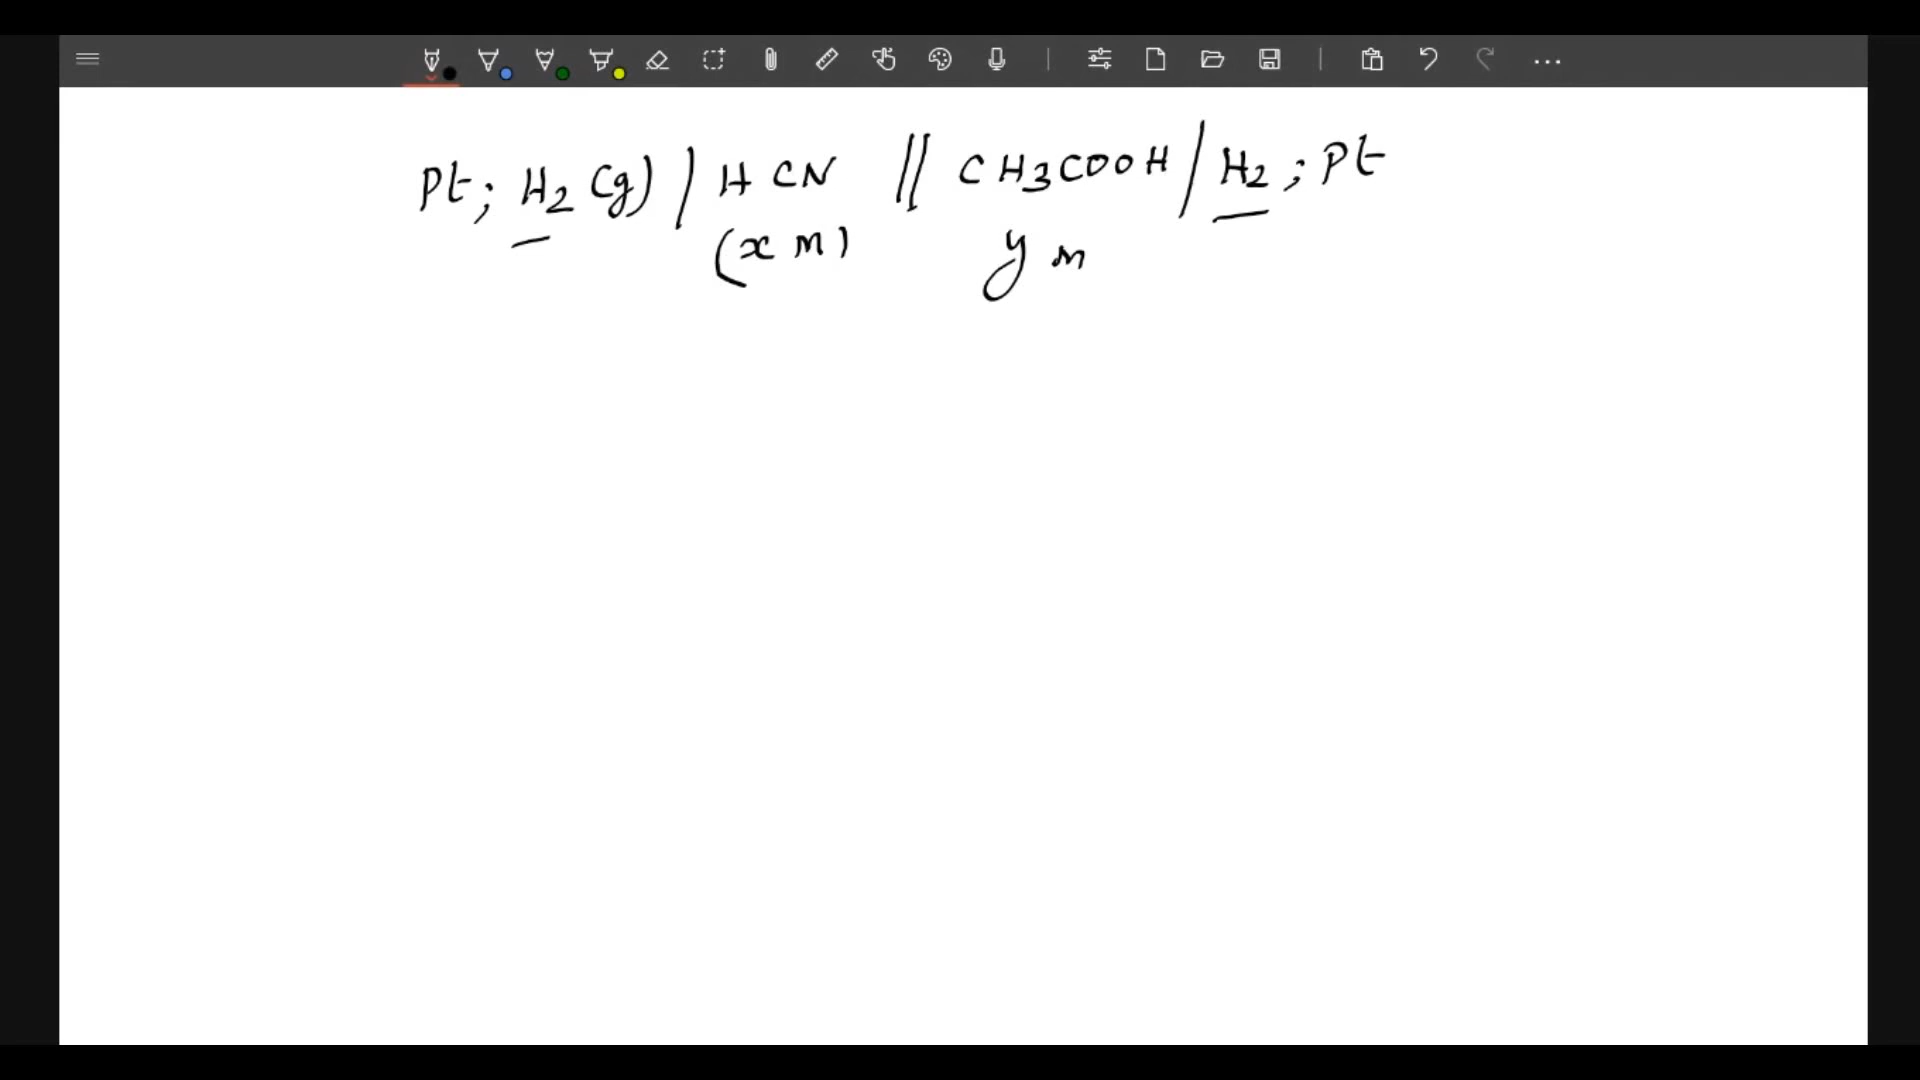 Pt; H2 (g) / HCN // CH3COOH / H2 ; Pt
(x m) y m